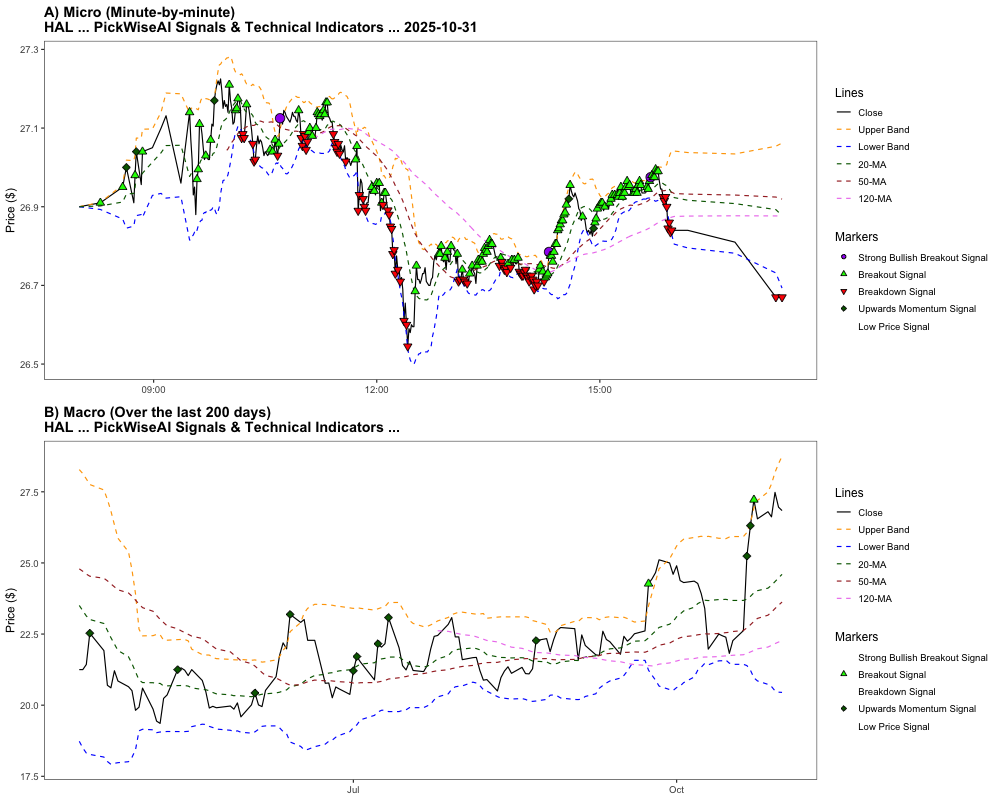 A) Micro (Minute-by-minute)
HAL ... PickWiseAI Signals & Technical Indicators ... 2025-10-31
27.3
27.1
26.9
26.7
26.5
Price ($)
09:00
12:00
15:00
Lines
Close
Upper Band
Lower Band
20-MA
50-MA
120-MA
Markers
Strong Bullish Breakout Signal
Breakout Signal
Breakdown Signal
Upwards Momentum Signal
Low Price Signal
B) Macro (Over the last 200 days)
HAL ... PickWiseAI Signals & Technical Indicators ...
27.5
25.0
22.5
20.0
17.5
Price ($)
Jul
Oct
Lines
Close
Upper Band
Lower Band
20-MA
50-MA
120-MA
Markers
Strong Bullish Breakout Signal
Breakout Signal
Breakdown Signal
Upwards Momentum Signal
Low Price Signal